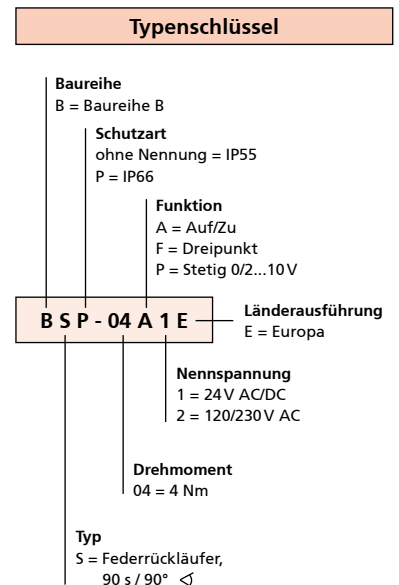 Typenschlüssel
Baureihe
B = Baureihe B
Schutzart
ohne Nennung = IP55
P = IP66
Funktion
A = Auf/Zu
F = Dreipunkt
P = Stetig 0/2...10 V
B S P - 04 A 1 E
Länderausführung
E = Europa
Nennspannung
1 = 24 V AC/DC
2 = 120/230 V AC
Drehmoment
04 = 4 Nm
Typ
S = Federrückläufer,
90 s / 90° ∢